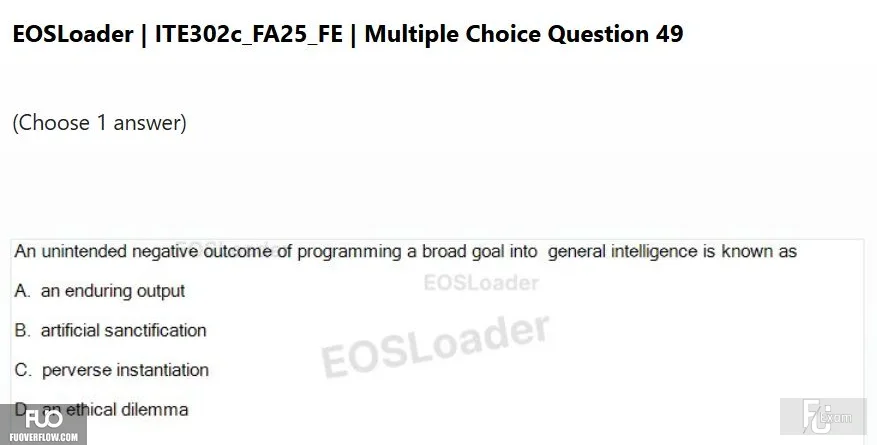 EOSLoader | ITE302c_FA25_FE | Multiple Choice Question 49
(Choose 1 answer)
An unintended negative outcome of programming a broad goal into general intelligence is known as
A. an enduring output
EOSLoader
B. artificial sanctification
EOSLoader
C. perverse instantiation
D. an ethical dilemma
FUO
FUOVERFLOW.COM
Exam